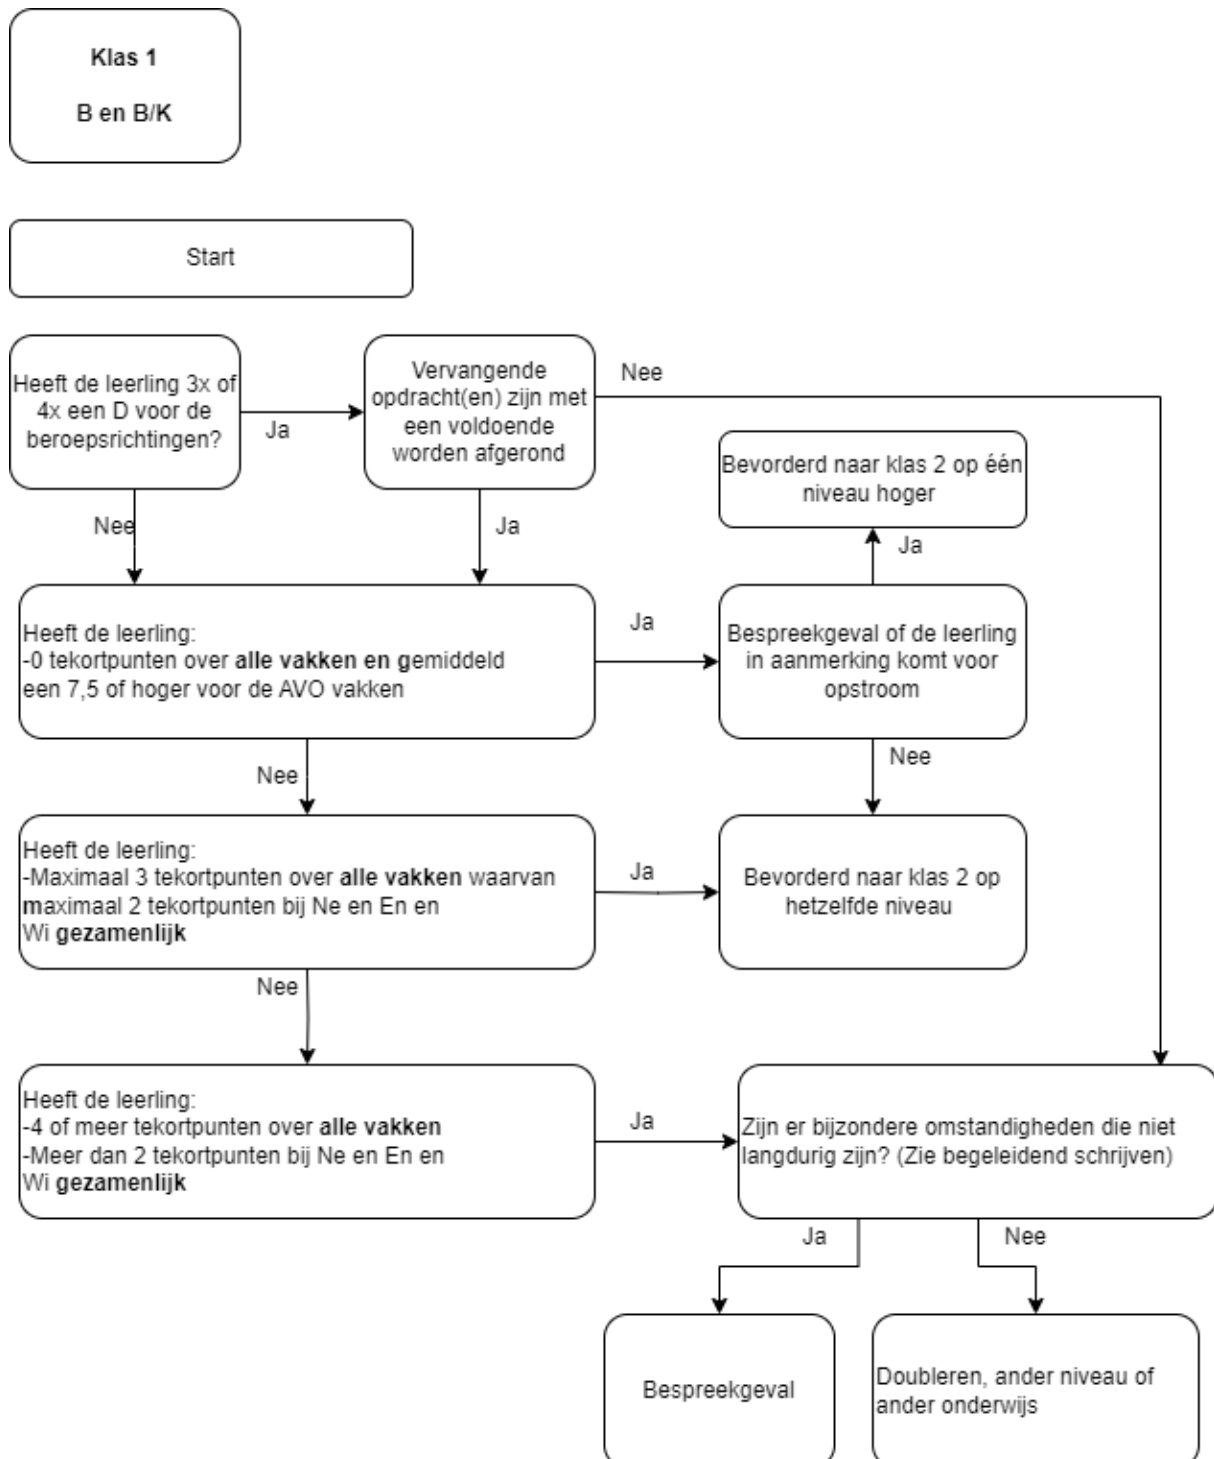 Klas 1
B en B/K
Start
Heeft de leerling 3x of
4x een D voor de
beroepsrichtingen?
Ja
Vervangende
opdracht(en) zijn met
een voldoende
worden afgerond
Nee
Nee
Ja
Bevorderd naar klas 2 op één
niveau hoger
Ja
Heeft de leerling:
-0 tekortpunten over alle vakken en gemiddeld
een 7,5 of hoger voor de AVO vakken
Ja
Bespreekgeval of de leerling
in aanmerking komt voor
opstroom
Nee
Nee
Heeft de leerling:
-Maximaal 3 tekortpunten over alle vakken waarvan
maximaal 2 tekortpunten bij Ne en En en
Wi gezamenlijk
Ja
Bevorderd naar klas 2 op
hetzelfde niveau
Nee
Heeft de leerling:
-4 of meer tekortpunten over alle vakken
-Meer dan 2 tekortpunten bij Ne en En en
Wi gezamenlijk
Ja
Zijn er bijzondere omstandigheden die niet
langdurig zijn? (Zie begeleidend schrijven)
Ja
Nee
Bespreekgeval
Doubleren, ander niveau of
ander onderwijs